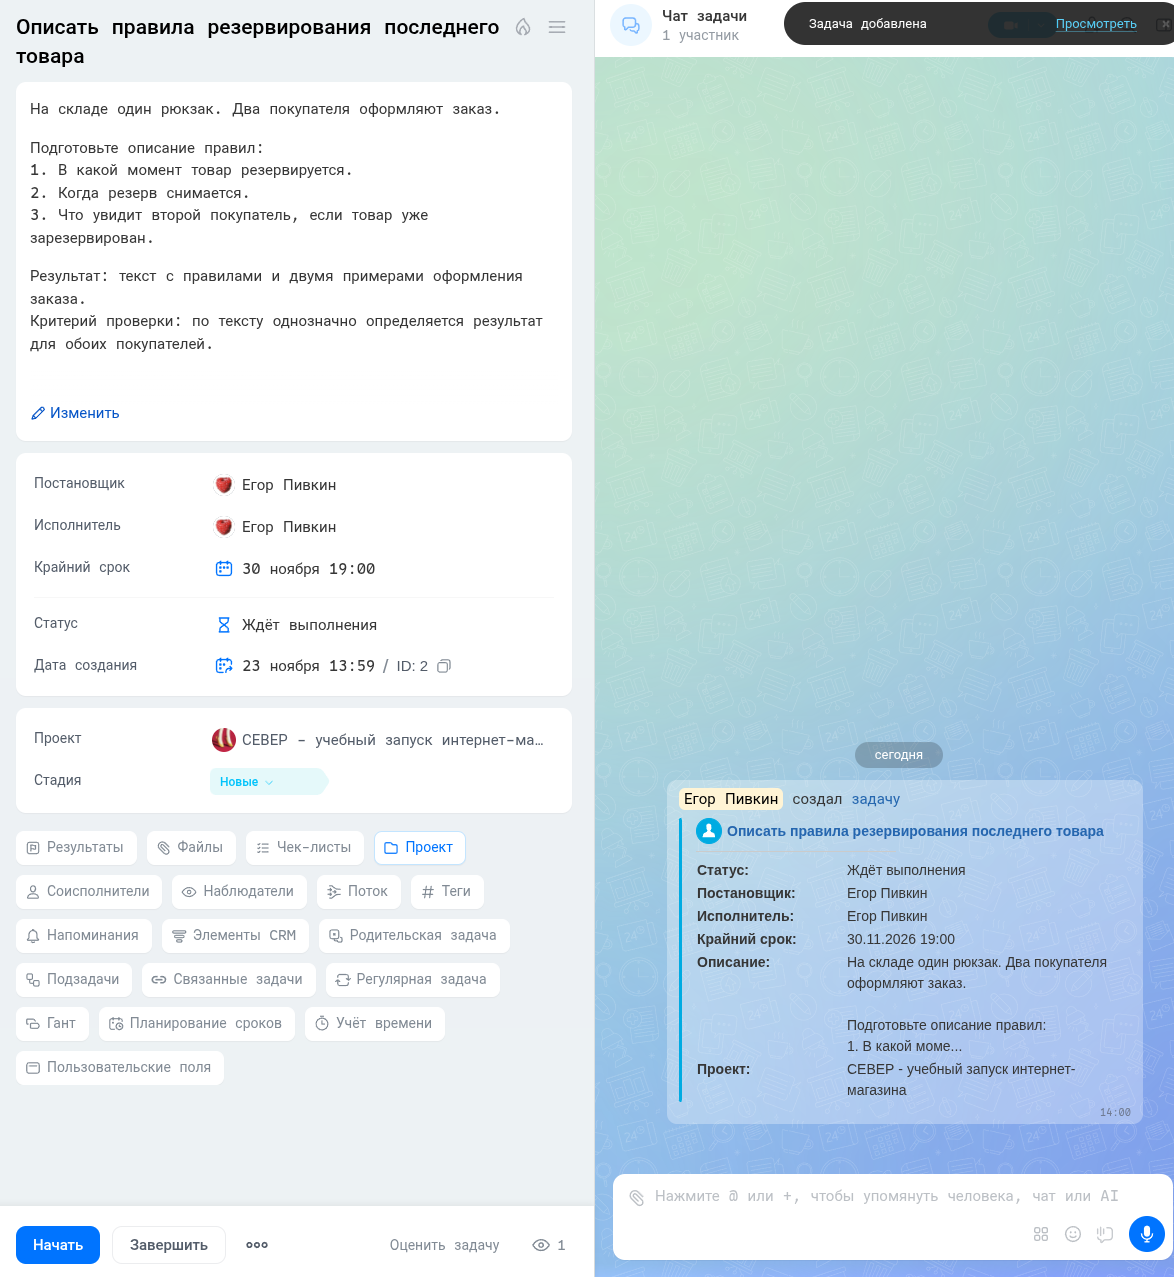 Описать правила резервирования последнего
товара
На складе один рюкзак. Два покупателя оформляют заказ.
Подготовьте описание правил:
1. В какой момент товар резервируется.
2. Когда резерв снимается.
3. Что увидит второй покупатель, если товар уже
зарезервирован.
Результат: текст с правилами и двумя примерами оформления
заказа.
Критерий проверки: по тексту однозначно определяется результат
для обоих покупателей.
Изменить
Постановщик
Егор Пивкин
Исполнитель
Егор Пивкин
Крайний срок
30 ноября 19:00
Статус
Ждёт выполнения
Дата создания
23 ноября 13:59 / ID: 2
Проект
СЕВЕР - учебный запуск интернет-ма…
Стадия
Новые
Результаты Файлы Чек-листы Проект
Соисполнители Наблюдатели Поток Теги
Напоминания Элементы CRM Родительская задача
Подзадачи Связанные задачи Регулярная задача
Гант Планирование сроков Учёт времени
Пользовательские поля
Начать Завершить Оценить задачу 1
Чат задачи
1 участник
Задача добавлена Просмотреть
сегодня
Егор Пивкин создал задачу
Описать правила резервирования последнего товара
Статус: Ждёт выполнения
Постановщик: Егор Пивкин
Исполнитель: Егор Пивкин
Крайний срок: 30.11.2026 19:00
Описание: На складе один рюкзак. Два покупателя
оформляют заказ.
Подготовьте описание правил:
1. В какой моме...
Проект: СЕВЕР - учебный запуск интернет-
магазина
14:00
Нажмите @ или +, чтобы упомянуть человека, чат или AI